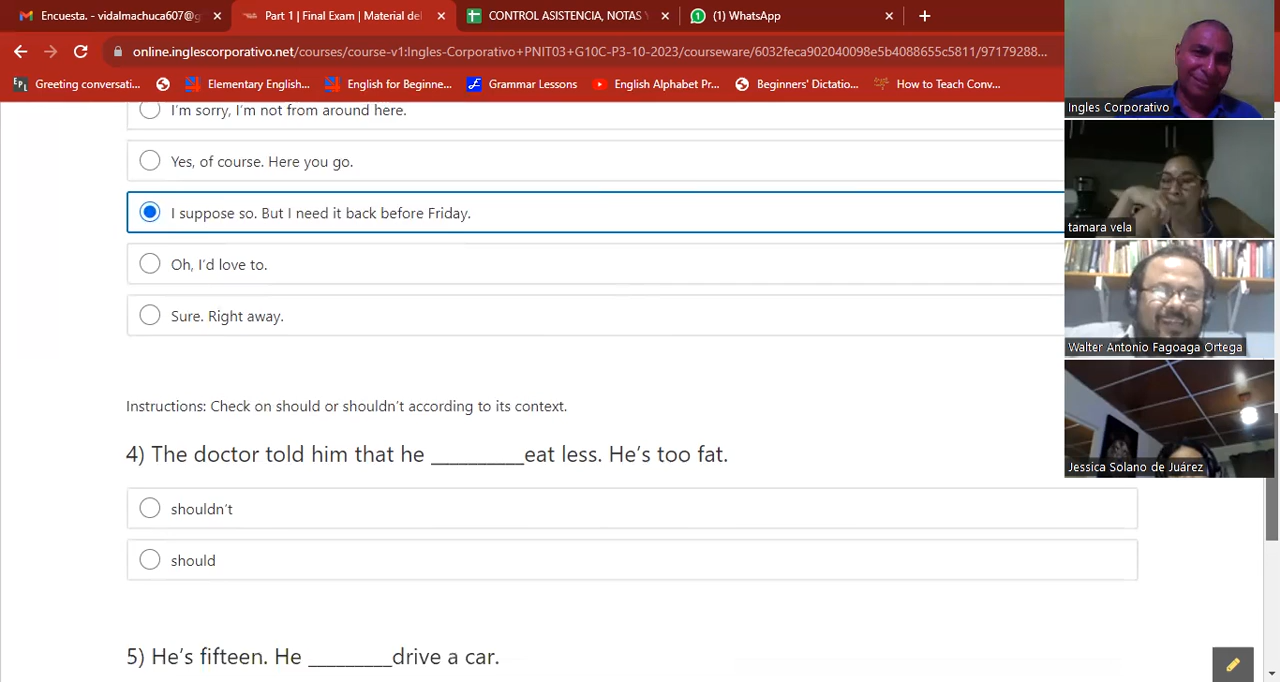 Encuesta. - vidalmachuca607@g
Part 1 | Final Exam | Material de
CONTROL ASISTENCIA, NOTAS
(1) WhatsApp
online.inglescorporativo.net/courses/course-v1:Ingles-Corporativo+PNIT03+G10C-P3-10-2023/courseware/6032feca902040098e5b4088655c5811/97179288...
Greeting conversati...
Elementary English...
English for Beginne...
Grammar Lessons
English Alphabet Pr...
Beginners' Dictatio...
How to Teach Conv...
I'm sorry, I'm not from around here.
Yes, of course. Here you go.
I suppose so. But I need it back before Friday.
Oh, I'd love to.
Sure. Right away.
Instructions: Check on should or shouldn't according to its context.
4) The doctor told him that he __________eat less. He's too fat.
shouldn't
should
5) He's fifteen. He _________drive a car.
Ingles Corporativo
tamara vela
Walter Antonio Fagoaga Ortega
Jessica Solano de Juárez